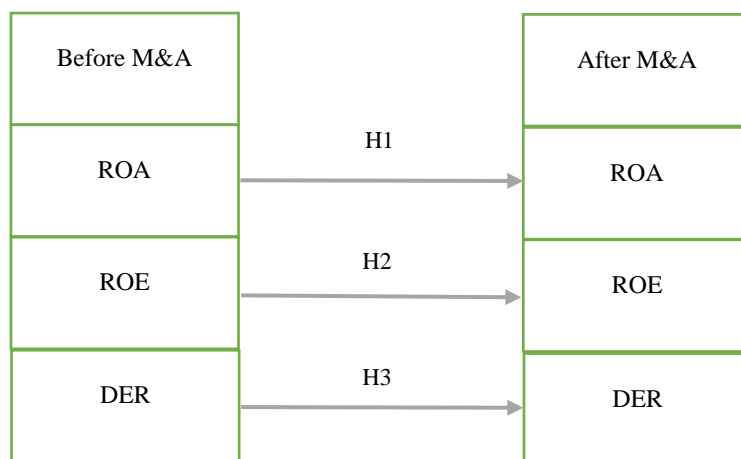 Before M&A
After M&A
H1
ROA
ROA
H2
ROE
ROE
H3
DER
DER